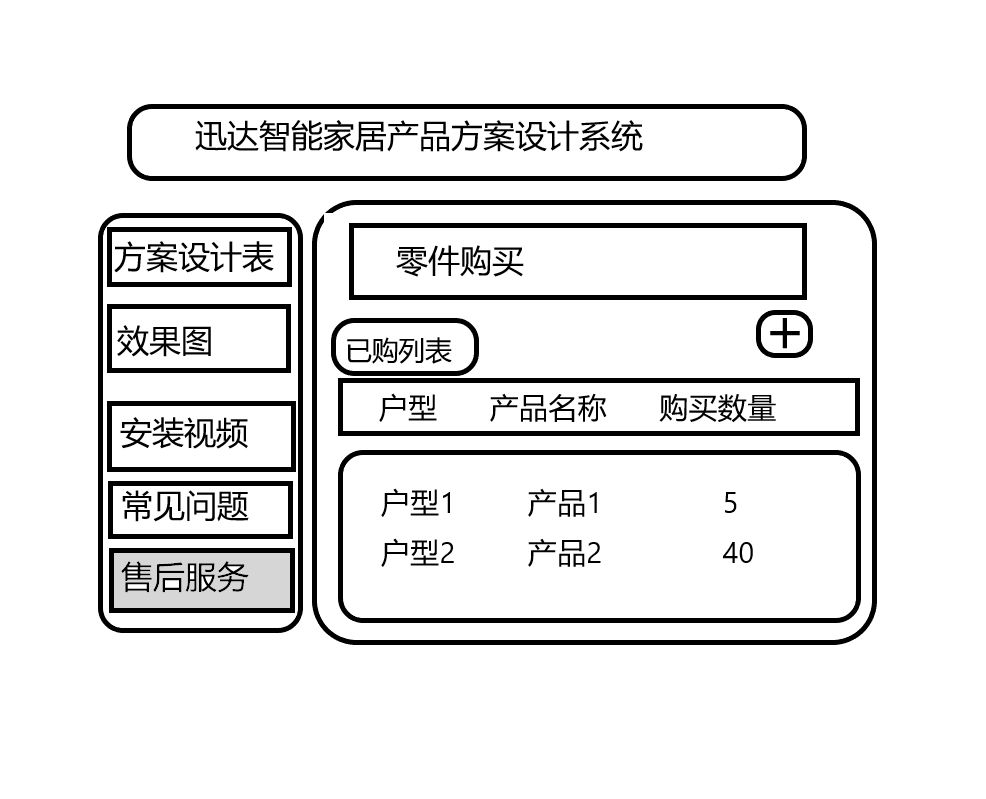 迅达智能家居产品方案设计系统
方案设计表
效果图
安装视频
常见问题
售后服务
零件购买
已购列表
户型 产品名称 购买数量
户型1 产品1 5
户型2 产品2 40